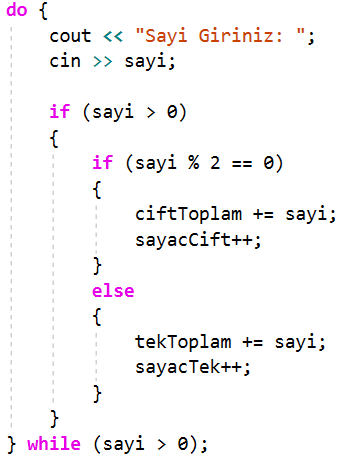 do {
cout << "Sayi Giriniz: ";
cin >> sayi;
if (sayi > 0)
{
if (sayi % 2 == 0)
{
ciftToplam += sayi;
sayacCift++;
}
else
{
tekToplam += sayi;
sayacTek++;
}
}
} while (sayi > 0);